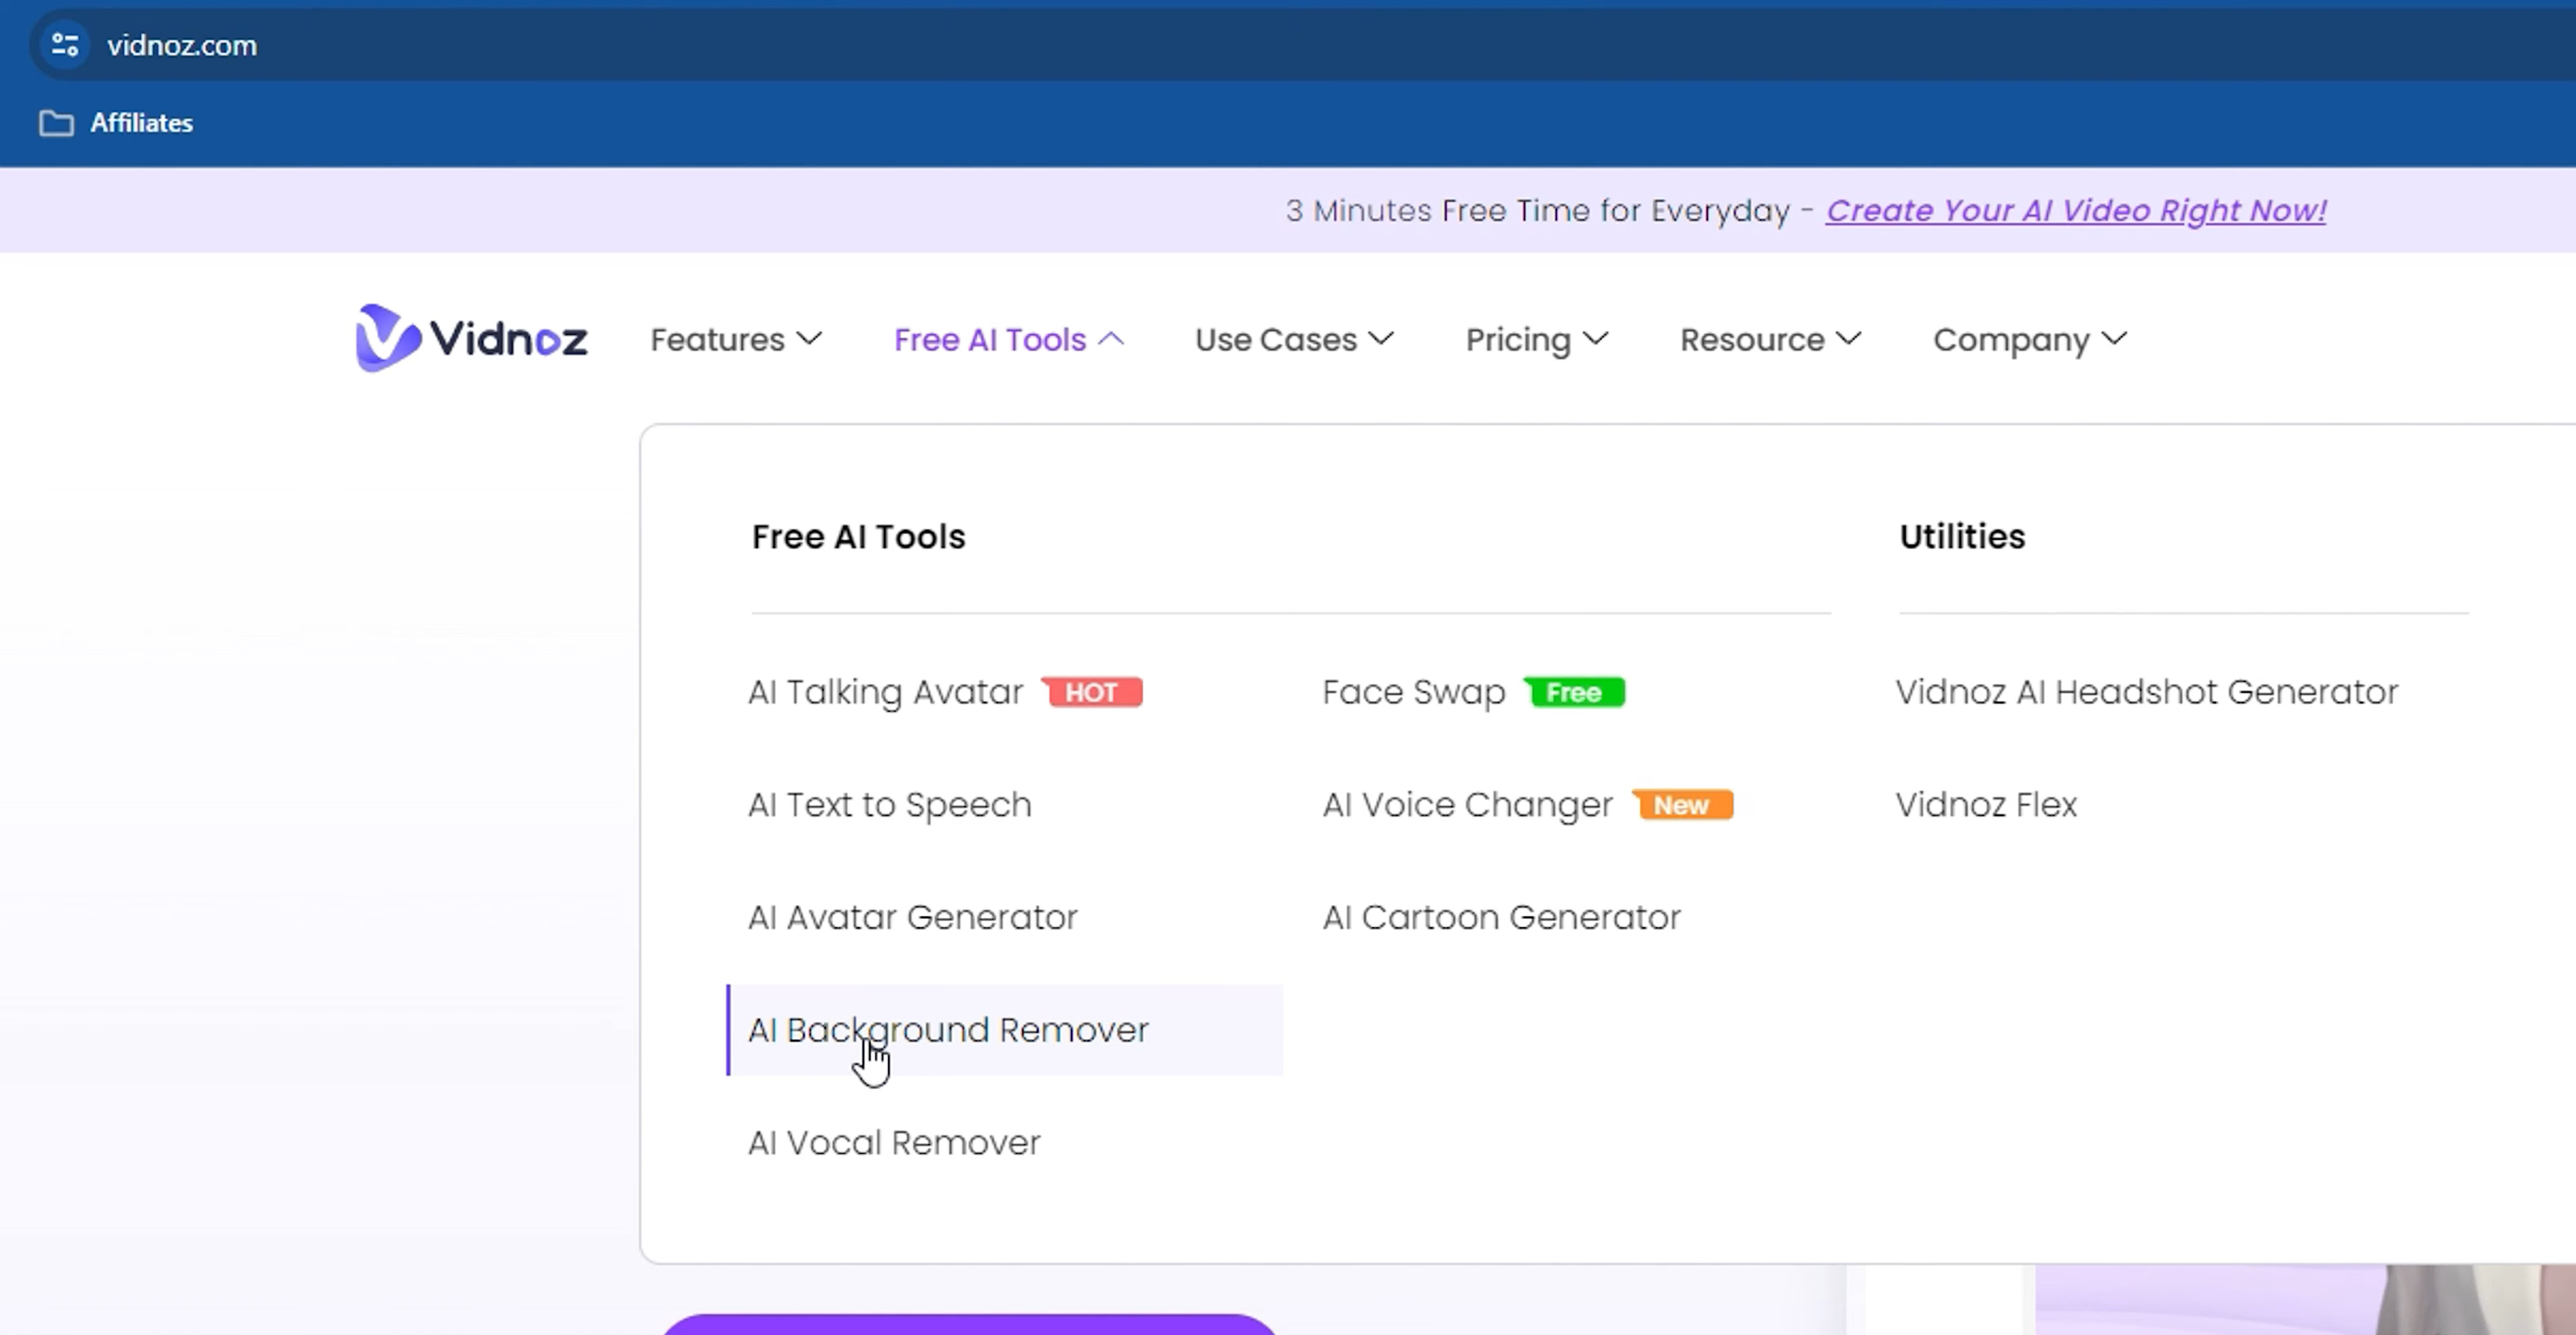 vidnoz.com
Affiliates
3 Minutes Free Time for Everyday - Create Your AI Video Right Now!
Vidnoz Features Free AI Tools Use Cases Pricing Resource Company
Free AI Tools
AI Talking Avatar HOT
AI Text to Speech
AI Avatar Generator
AI Background Remover
AI Vocal Remover
Face Swap Free
AI Voice Changer New
AI Cartoon Generator
Utilities
Vidnoz AI Headshot Generator
Vidnoz Flex